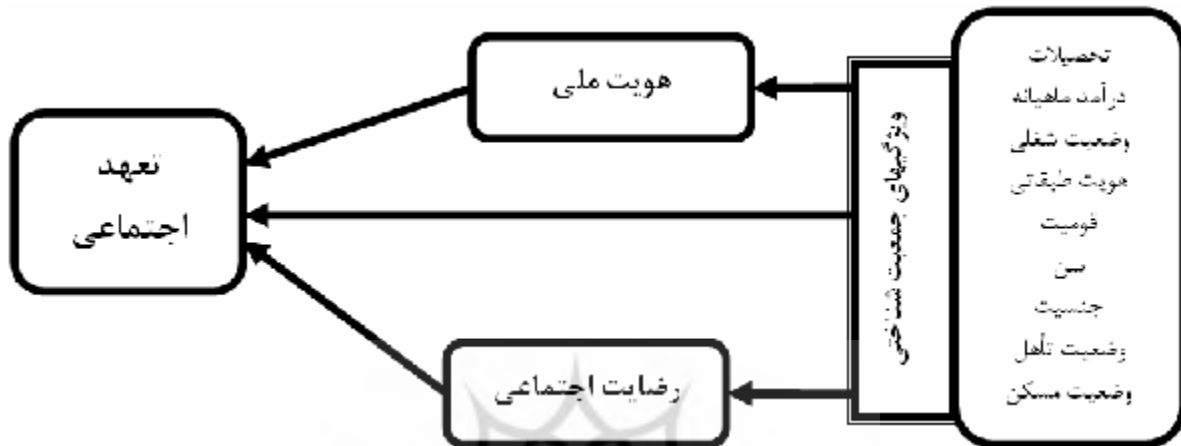 تحصیلات
درآمد ماهیانه
وضعیت شغلی
هویت طبقاتی
قومیت
سن
جنسیت
وضعیت تأهل
وضعیت مسکن
ویژگیهای جمعیت شناختی
هویت ملی
رضایت اجتماعی
تعهد
اجتماعی